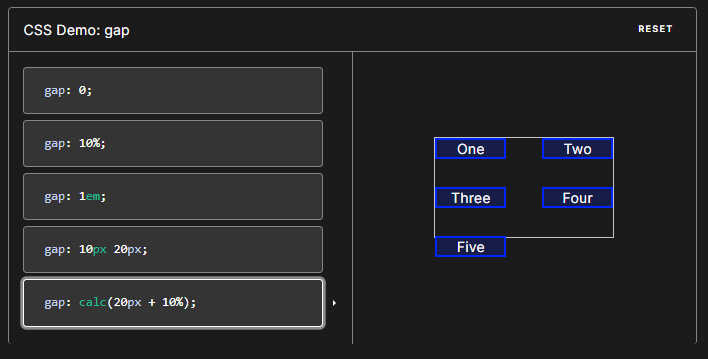 CSS Demo: gap
RESET
gap: 0;
gap: 10%;
gap: 1em;
gap: 10px 20px;
gap: calc(20px + 10%);
One
Two
Three
Four
Five